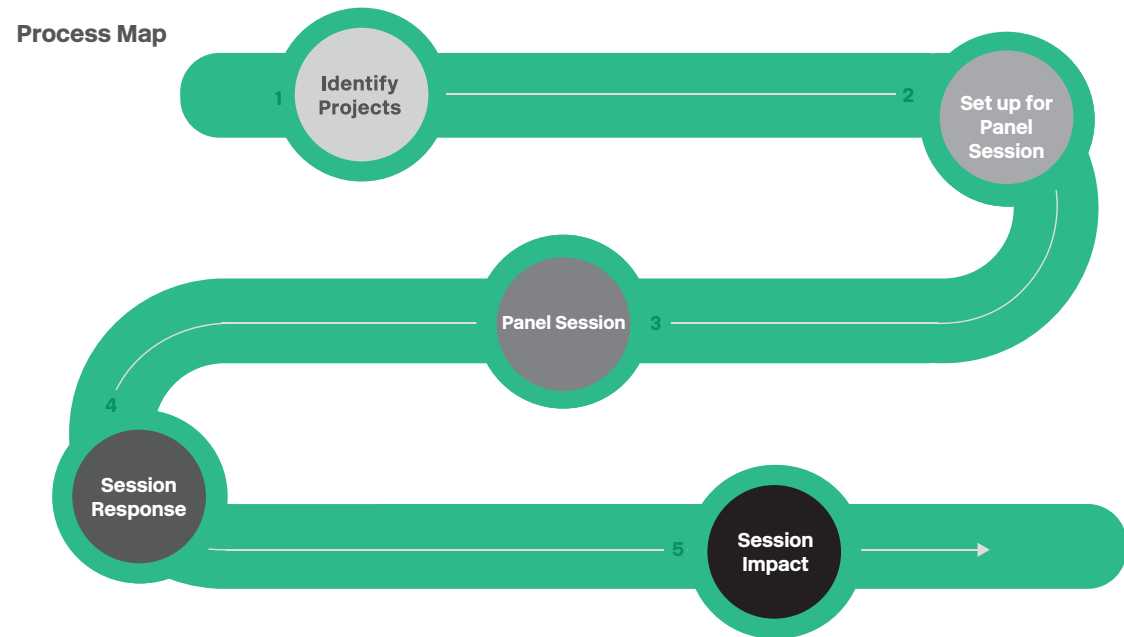 Process Map
1
Identify
Projects
2
Set up for
Panel
Session
3
Panel Session
4
Session
Response
5
Session
Impact